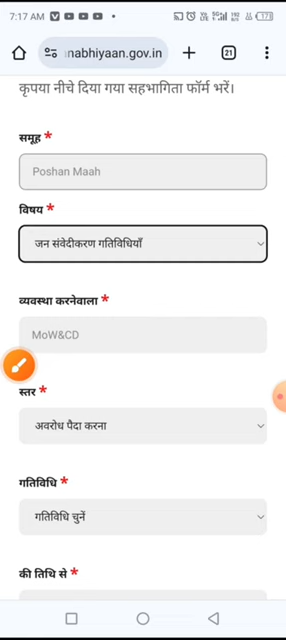 7:17 AM
nabhiyaan.gov.in
21
कृपया नीचे दिया गया सहभागिता फॉर्म भरें।
समूह *
Poshan Maah
विषय *
जन संवेदीकरण गतिविधियाँ
व्यवस्था करनेवाला *
MoW&CD
स्तर *
अवरोध पैदा करना
गतिविधि *
गतिविधि चुनें
की तिथि से *